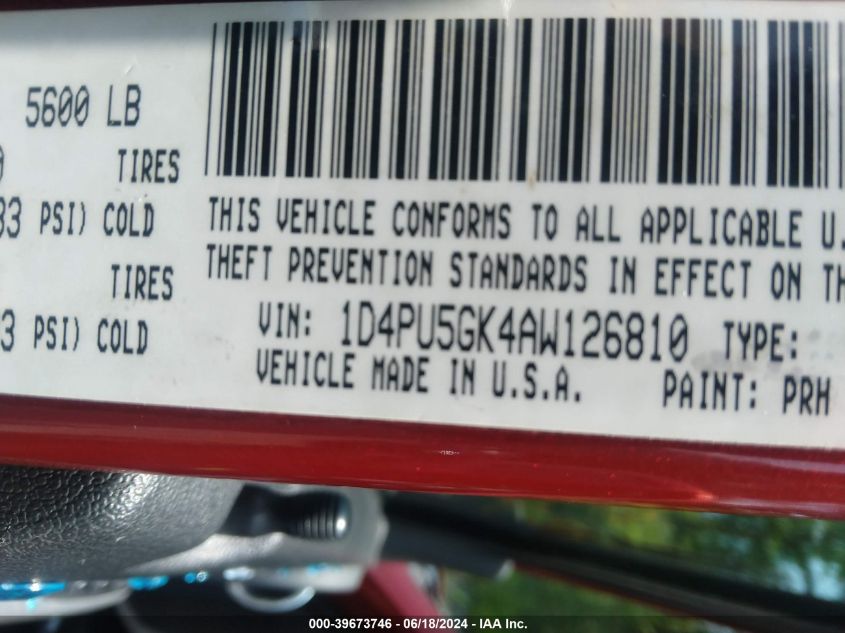 5600 LB
TIRES
33 PSI) COLD
TIRES
3 PSI) COLD
THIS VEHICLE CONFORMS TO ALL APPLICABLE U.
THEFT PREVENTION STANDARDS IN EFFECT ON TH
VIN: 1D4PU5GK4AW126810 TYPE:
VEHICLE MADE IN U.S.A. PAINT: PRH
000-39673746 - 06/18/2024 - IAA Inc.